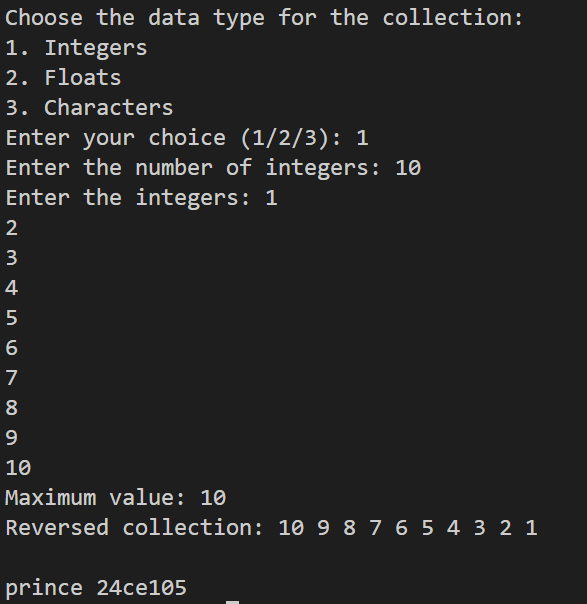 Choose the data type for the collection:
1. Integers
2. Floats
3. Characters
Enter your choice (1/2/3): 1
Enter the number of integers: 10
Enter the integers: 1
2
3
4
5
6
7
8
9
10
Maximum value: 10
Reversed collection: 10 9 8 7 6 5 4 3 2 1
prince 24ce105